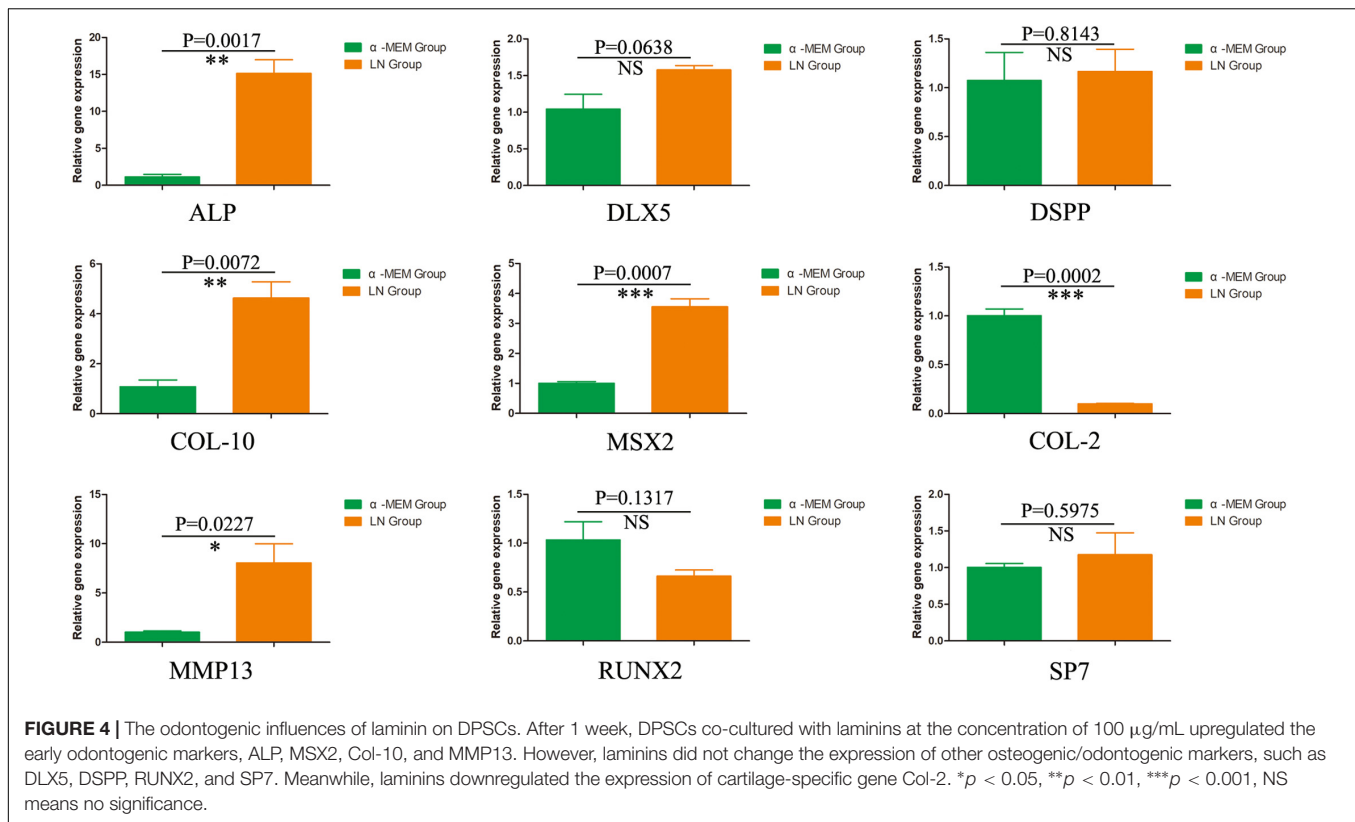 P=0.0017
**
α -MEM Group
LN Group
Relative gene expression
20
15
10
5
0
ALP
P=0.0638
NS
α -MEM Group
LN Group
Relative gene expression
2.0
1.5
1.0
0.5
0.0
DLX5
P=0.8143
NS
α -MEM Group
LN Group
Relative gene expression
1.5
1.0
0.5
0.0
DSPP
P=0.0072
**
α -MEM Group
LN Group
Relative gene expression
6
4
2
0
COL-10
P=0.0007
***
α -MEM Group
LN Group
Relative gene expression
5
4
3
2
1
0
MSX2
P=0.0002
***
α -MEM Group
LN Group
Relative gene expression
1.5
1.0
0.5
0.0
COL-2
P=0.0227
*
α -MEM Group
LN Group
Relative gene expression
15
10
5
0
MMP13
P=0.1317
NS
α -MEM Group
LN Group
Relative gene expression
1.5
1.0
0.5
0.0
RUNX2
P=0.5975
NS
α -MEM Group
LN Group
Relative gene expression
2.0
1.5
1.0
0.5
0.0
SP7
FIGURE 4 | The odontogenic influences of laminin on DPSCs. After 1 week, DPSCs co-cultured with laminins at the concentration of 100 μg/mL upregulated the
early odontogenic markers, ALP, MSX2, Col-10, and MMP13. However, laminins did not change the expression of other osteogenic/odontogenic markers, such as
DLX5, DSPP, RUNX2, and SP7. Meanwhile, laminins downregulated the expression of cartilage-specific gene Col-2. *p < 0.05, **p < 0.01, ***p < 0.001, NS
means no significance.